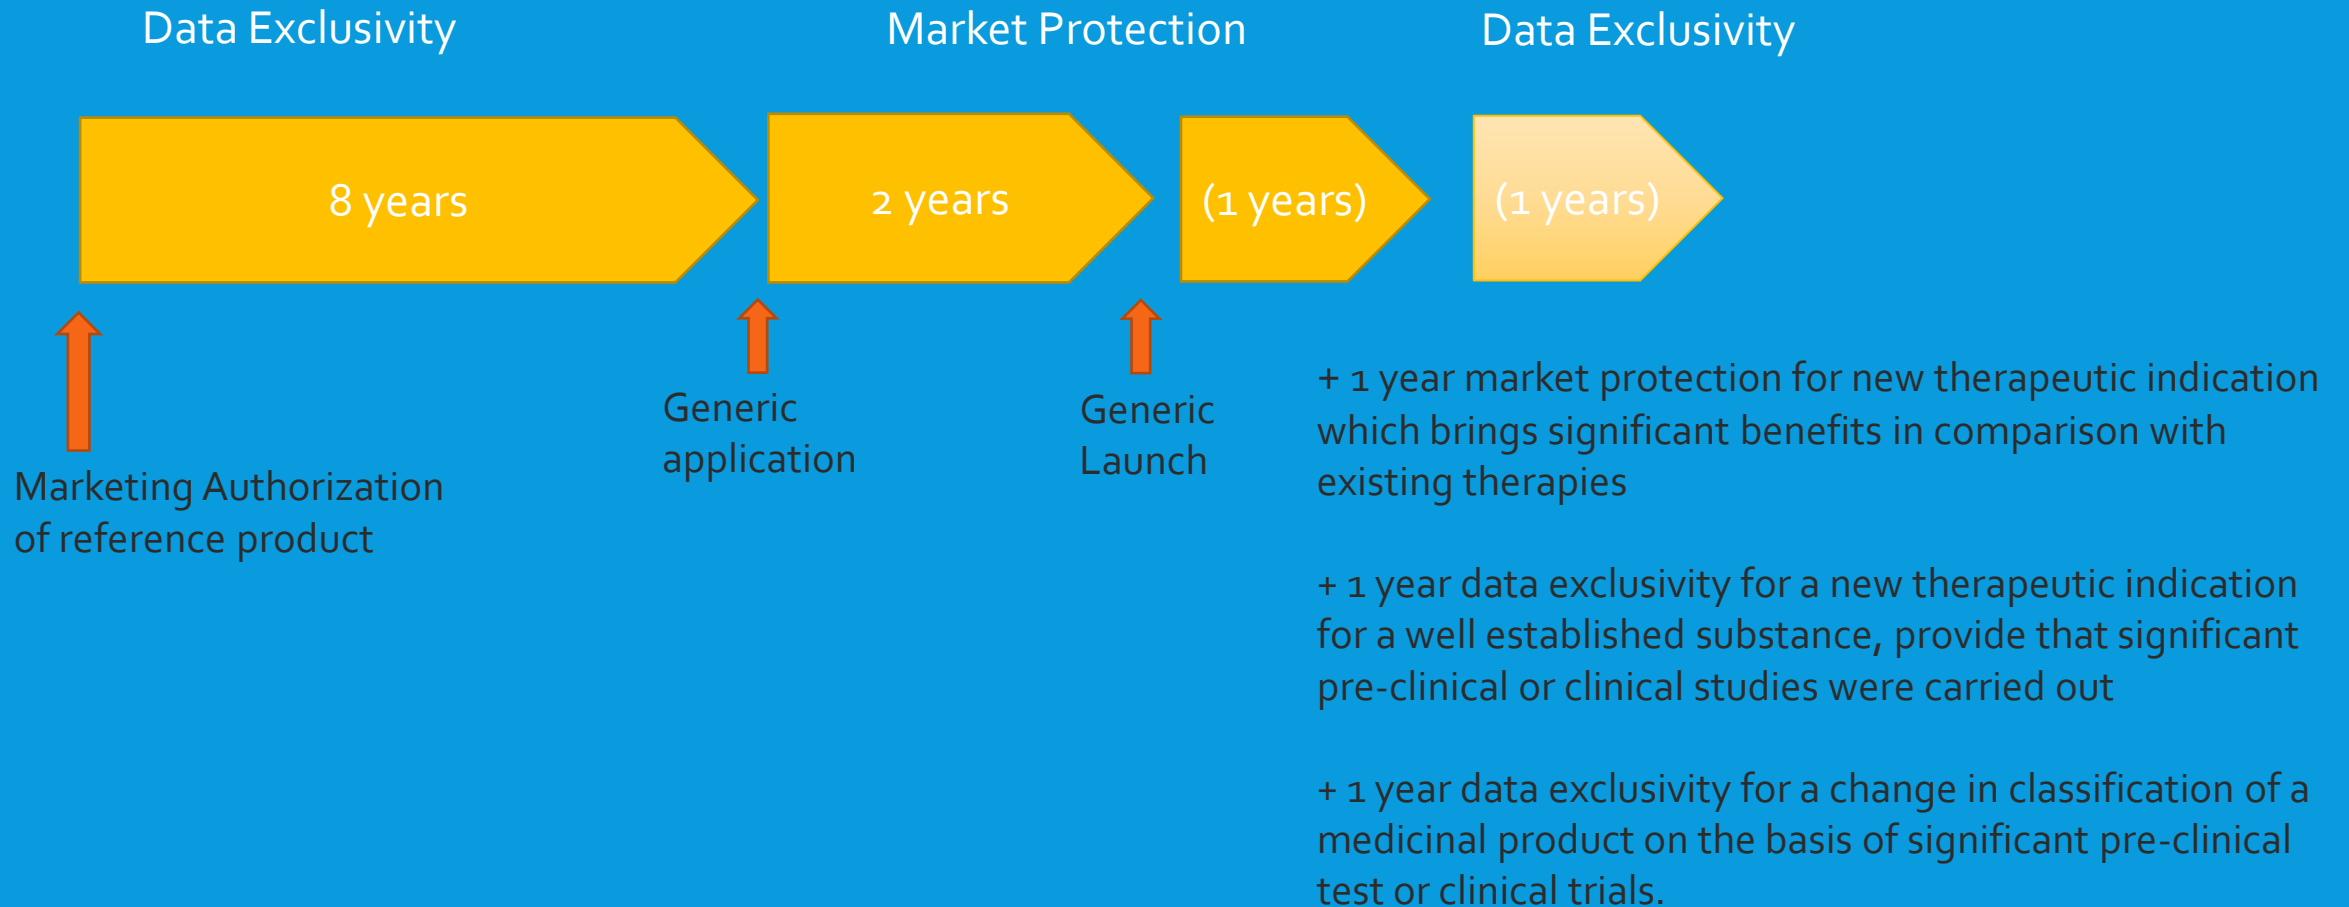 Data Exclusivity
Market Protection
Data Exclusivity
8 years
2 years
(1 years)
(1 years)
Marketing Authorization
of reference product
Generic
application
Generic
Launch
+ 1 year market protection for new therapeutic indication
which brings significant benefits in comparison with
existing therapies
+ 1 year data exclusivity for a new therapeutic indication
for a well established substance, provide that significant
pre-clinical or clinical studies were carried out
+ 1 year data exclusivity for a change in classification of a
medicinal product on the basis of significant pre-clinical
test or clinical trials.